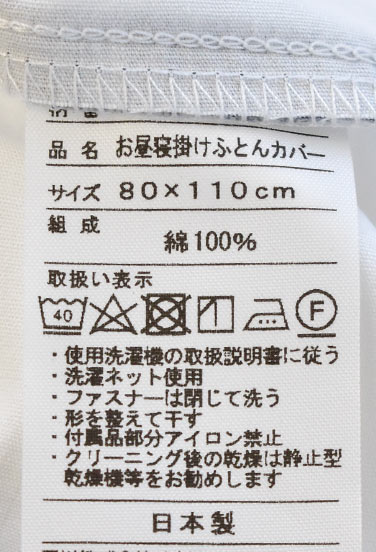 品名 お昼寝掛けふとんカバー
サイズ 80×110cm
組成
綿100%
取扱い表示
40
F
・使用洗濯機の取扱説明書に従う
・洗濯ネット使用
・ファスナーは閉じて洗う
・形を整えて干す
・付属品部分アイロン禁止
・クリーニング後の乾燥は静止型
乾燥機等をお勧めします
日本製